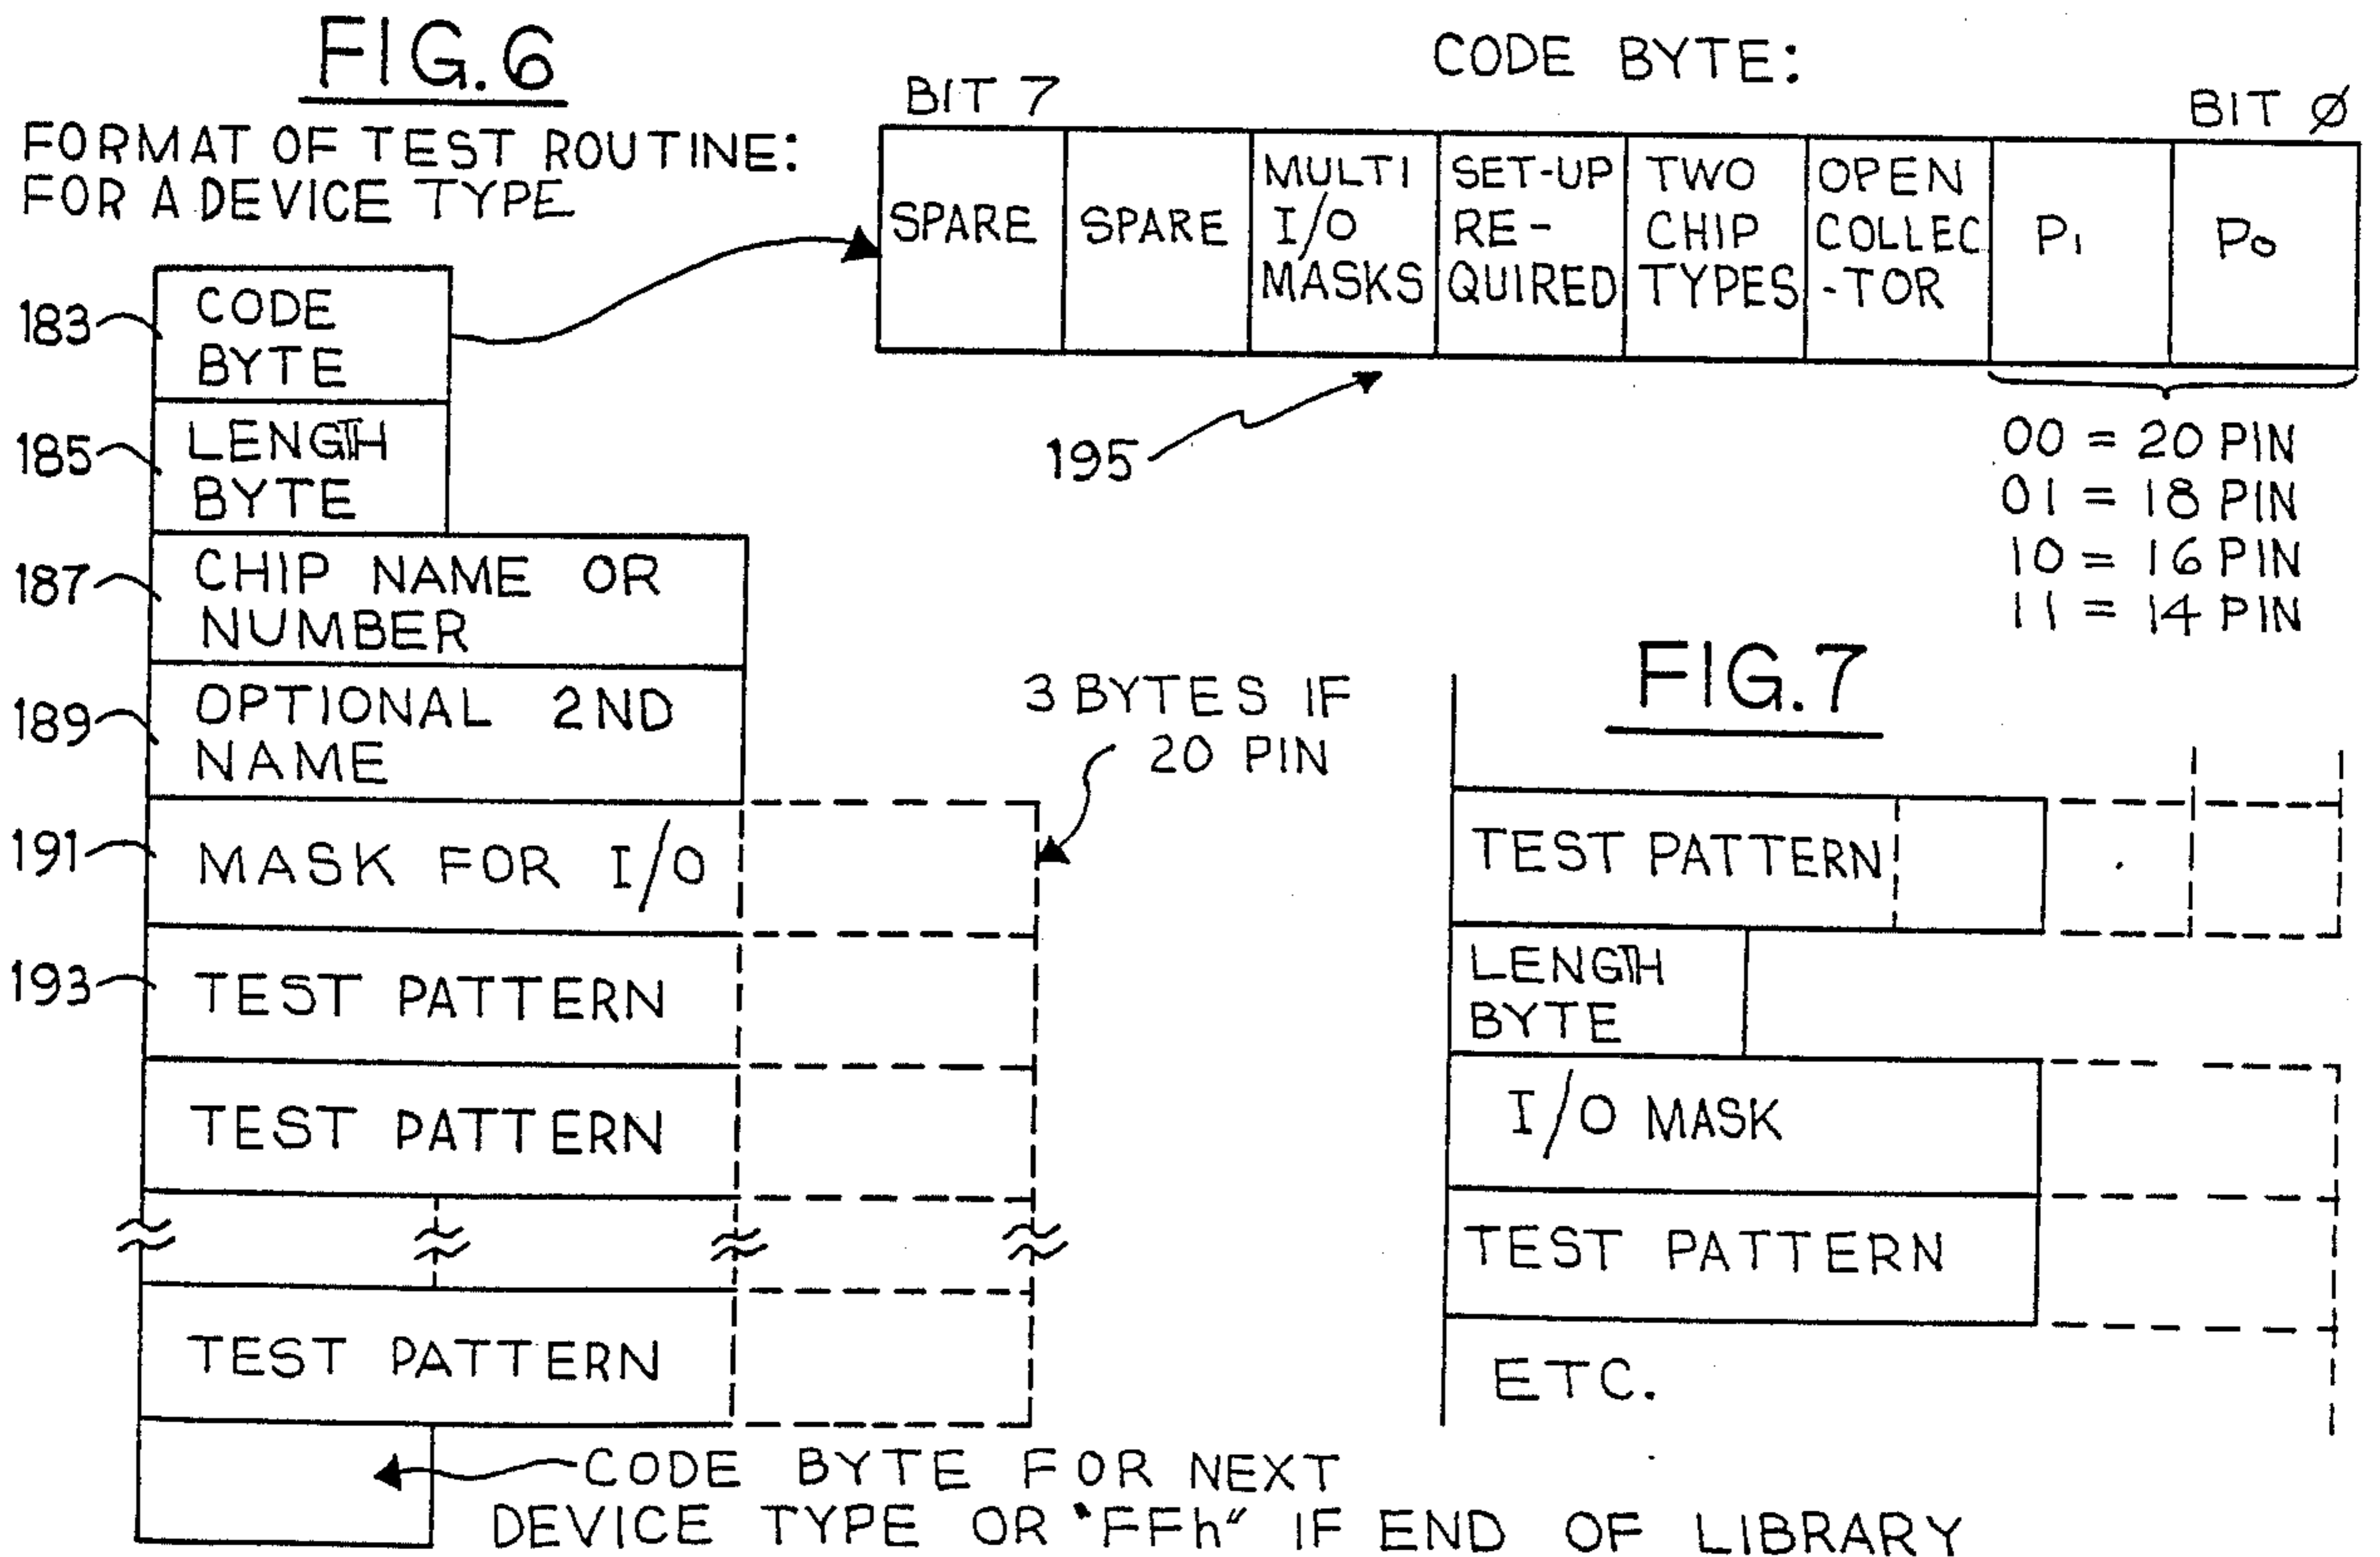 FIG.6
FORMAT OF TEST ROUTINE:
FOR A DEVICE TYPE
CODE BYTE:
BIT 7
BIT Ø
SPARE
SPARE
MULTI
I/O
MASKS
SET-UP
RE-
QUIRED
TWO
CHIP
TYPES
OPEN
COLLEC
-TOR
P1
P0
195
00 = 20 PIN
01 = 18 PIN
10 = 16 PIN
11 = 14 PIN
183
CODE
BYTE
185
LENGTH
BYTE
187
CHIP NAME OR
NUMBER
189
OPTIONAL 2ND
NAME
3 BYTES IF
20 PIN
191
MASK FOR I/O
193
TEST PATTERN
TEST PATTERN
TEST PATTERN
CODE BYTE FOR NEXT
DEVICE TYPE OR "FFh" IF END OF LIBRARY
FIG.7
TEST PATTERN
LENGTH
BYTE
I/O MASK
TEST PATTERN
ETC.